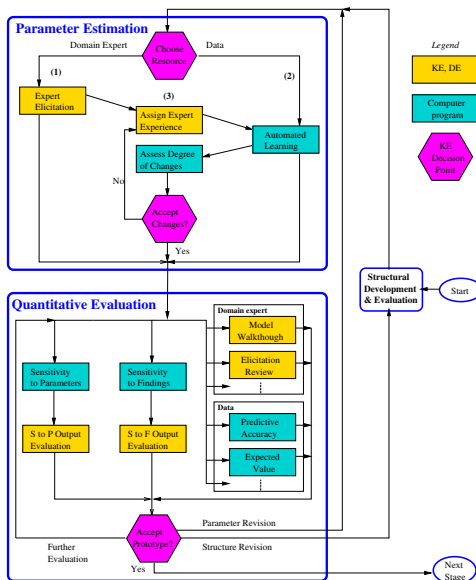 Parameter Estimation
Domain Expert
Choose
Resource
Data
Legend
KE, DE
Computer
program
KE
Decision
Point
(1)
(2)
(3)
Expert
Elicitation
Assign Expert
Experience
Automated
Learning
Assess Degree
of Changes
No
Accept
Changes?
Yes
Structural
Development
& Evaluation
Start
Quantitative Evaluation
Domain expert
Model
Walkthough
Elicitation
Review
Sensitivity
to Parameters
Sensitivity
to Findings
Data
Predictive
Accuracy
Expected
Value
S to P Output
Evaluation
S to F Output
Evaluation
Accept
Prototype?
Parameter Revision
Further
Evaluation
Structure Revision
Yes
Next
Stage